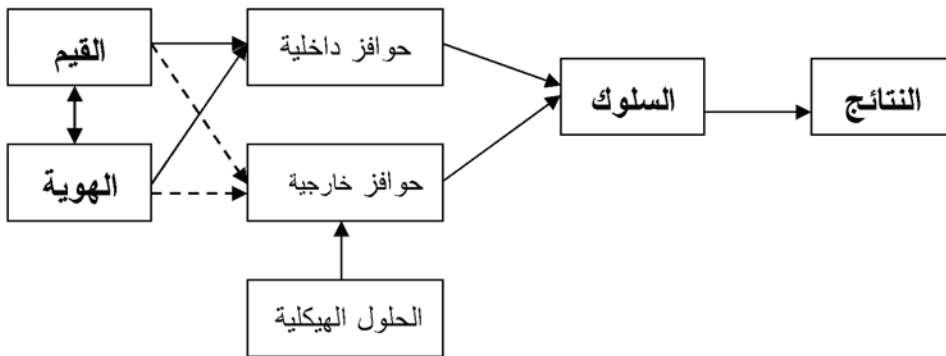 القيم
حوافز داخلية
السلوك
النتائج
الهوية
حوافز خارجية
الحلول الهيكلية